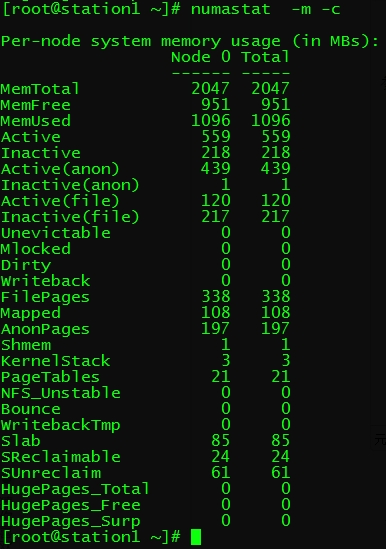 [root@station1 ~]# numastat  -m -c

Per-node system memory usage (in MBs):
                Node 0 Total
                ------ -----
MemTotal          2047  2047
MemFree            951   951
MemUsed           1096  1096
Active             559   559
Inactive           218   218
Active(anon)       439   439
Inactive(anon)       1     1
Active(file)       120   120
Inactive(file)     217   217
Unevictable          0     0
Mlocked              0     0
Dirty                0     0
Writeback            0     0
FilePages          338   338
Mapped             108   108
AnonPages          197   197
Shmem                1     1
KernelStack          3     3
PageTables          21    21
NFS_Unstable         0     0
Bounce               0     0
WritebackTmp         0     0
Slab                85    85
SReclaimable        24    24
SUnreclaim          61    61
HugePages_Total      0     0
HugePages_Free       0     0
HugePages_Surp       0     0
[root@station1 ~]#